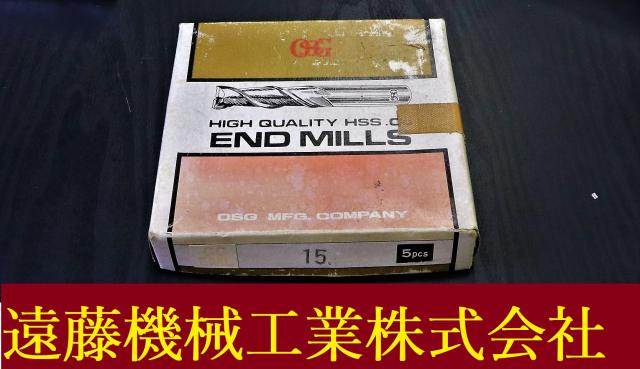 OSG
HIGH QUALITY HSS.CO
END MILLS
OSG MFG. COMPANY
15.
5pcs
遠藤機械工業株式会社